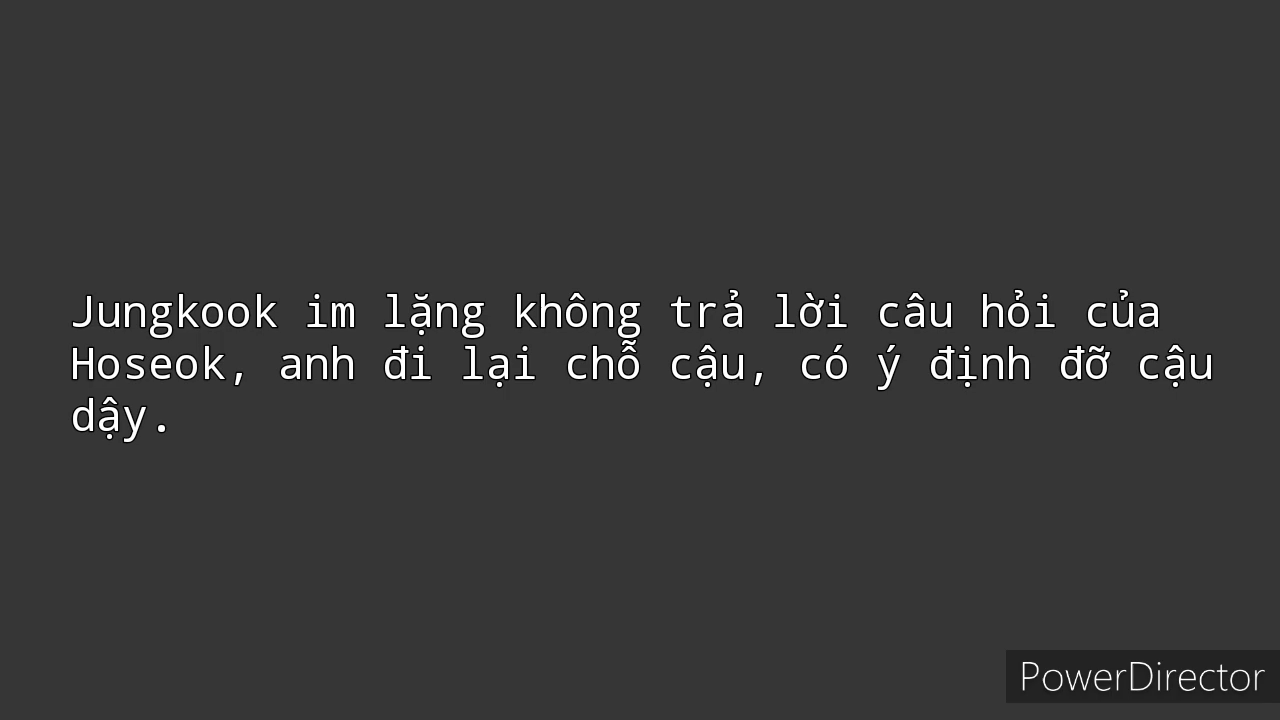 Jungkook im lặng không trả lời câu hỏi của
Hoseok, anh đi lại chỗ cậu, có ý định đỡ cậu
dậy.
PowerDirector